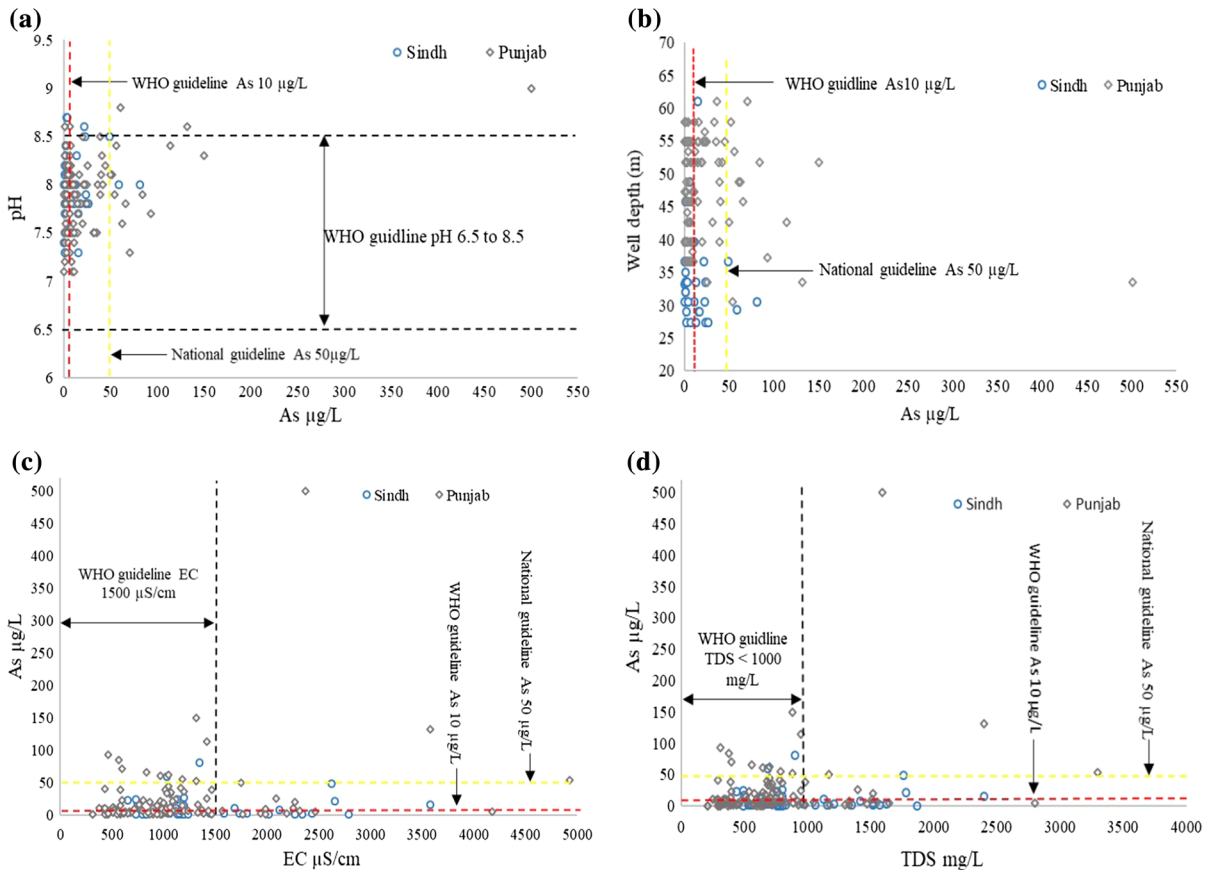 (a)
9.5
9
8.5
8
7.5
7
6.5
6
pH
Sindh Punjab
WHO guideline As 10 µg/L
WHO guidline pH 6.5 to 8.5
National guideline As 50µg/L
0 50 100 150 200 250 300 350 400 450 500 550
As µg/L
(b)
70
65
60
55
50
45
40
35
30
25
20
Well depth (m)
WHO guidline As10 µg/L
Sindh Punjab
National guideline As 50 µg/L
0 50 100 150 200 250 300 350 400 450 500 550
As µg/L
(c)
500
450
400
350
300
250
200
150
100
50
0
As µg/L
Sindh Punjab
WHO guideline EC
1500 µS/cm
WHO guideline As 10 µg/L
National guideline As 50 µg/L
0 500 1000 1500 2000 2500 3000 3500 4000 4500 5000
EC µS/cm
(d)
500
450
400
350
300
250
200
150
100
50
0
As µg/L
Sindh Punjab
WHO guidline
TDS < 1000
mg/L
WHO guideline As 10 µg/L
National guideline As 50 µg/L
0 500 1000 1500 2000 2500 3000 3500 4000
TDS mg/L